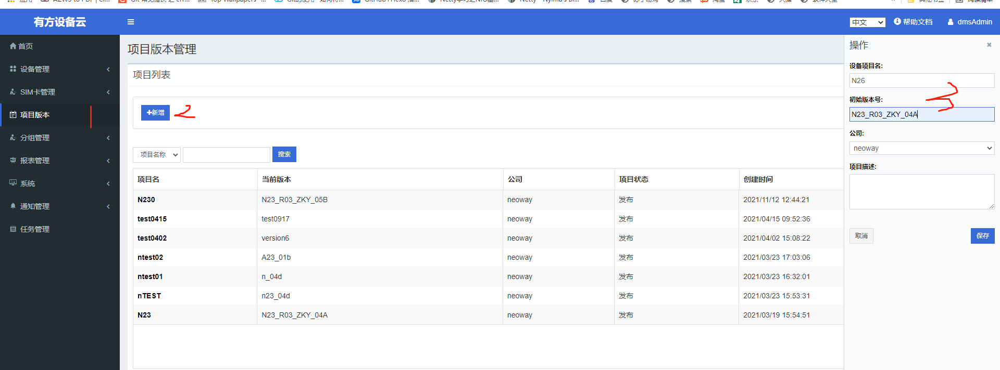 有方设备云
中文
帮助文档
dmsAdmin
首页
设备管理
SIM卡管理
项目版本
分组管理
报表管理
系统
通知管理
任务管理
项目版本管理
项目列表
新增
2
项目名称
搜索
项目名 当前版本 公司 项目状态 创建时间
N230 N23_R03_ZKY_05B neoway 发布 2021/11/12 12:44:21
test0415 test0917 neoway 发布 2021/04/15 09:52:36
test0402 version6 neoway 发布 2021/04/02 15:08:22
ntest02 A23_01b neoway 发布 2021/03/23 17:03:06
ntest01 n_04d neoway 发布 2021/03/23 16:32:01
nTEST n23_04d neoway 发布 2021/03/23 15:53:31
N23 N23_R03_ZKY_04A neoway 发布 2021/03/19 15:54:51
操作
设备项目名:
N26
3
初始版本号:
N23_R03_ZKY_04A
公司:
neoway
项目描述:
取消
保存